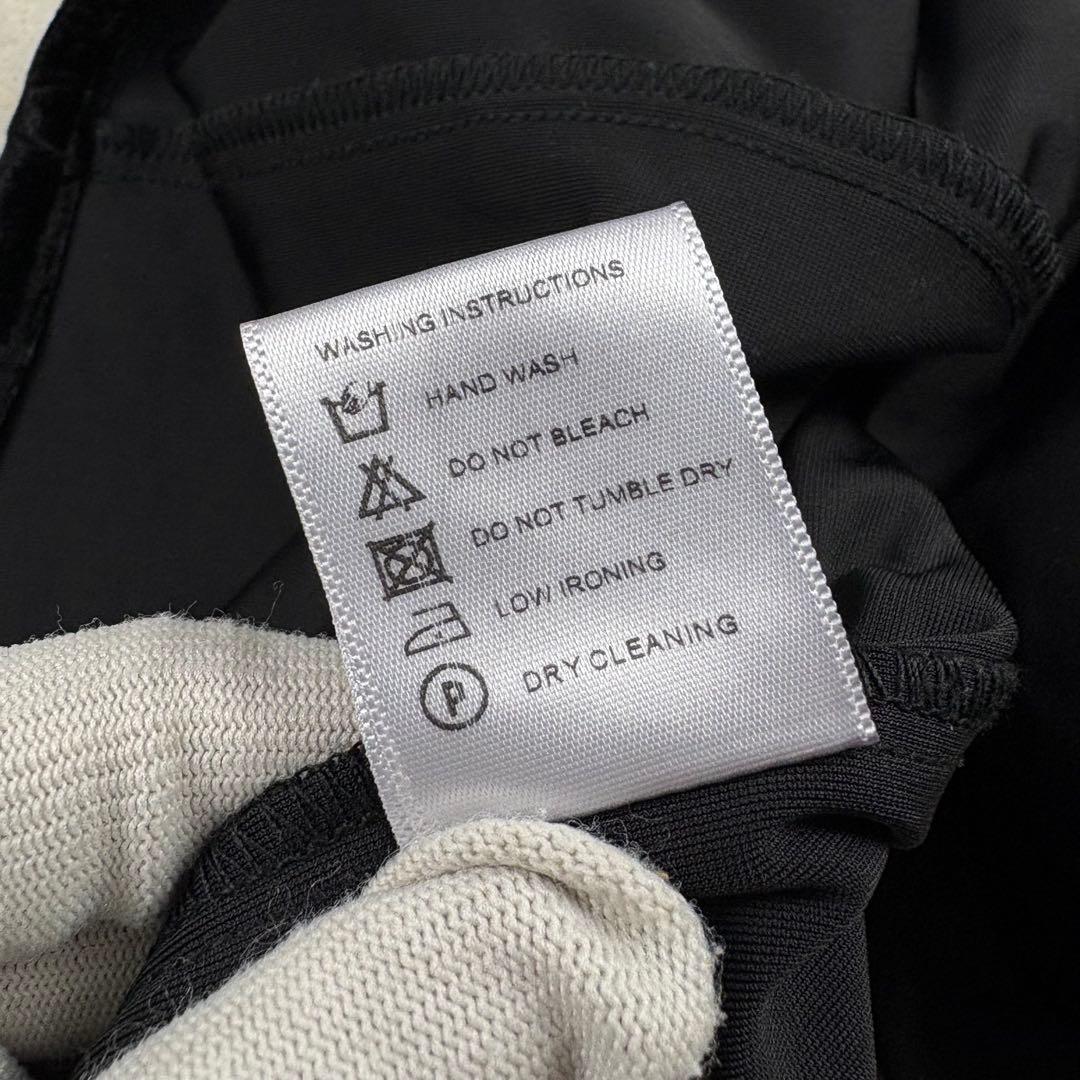 WASHING INSTRUCTIONS
HAND WASH
DO NOT BLEACH
DO NOT TUMBLE DRY
LOW IRONING
P DRY CLEANING